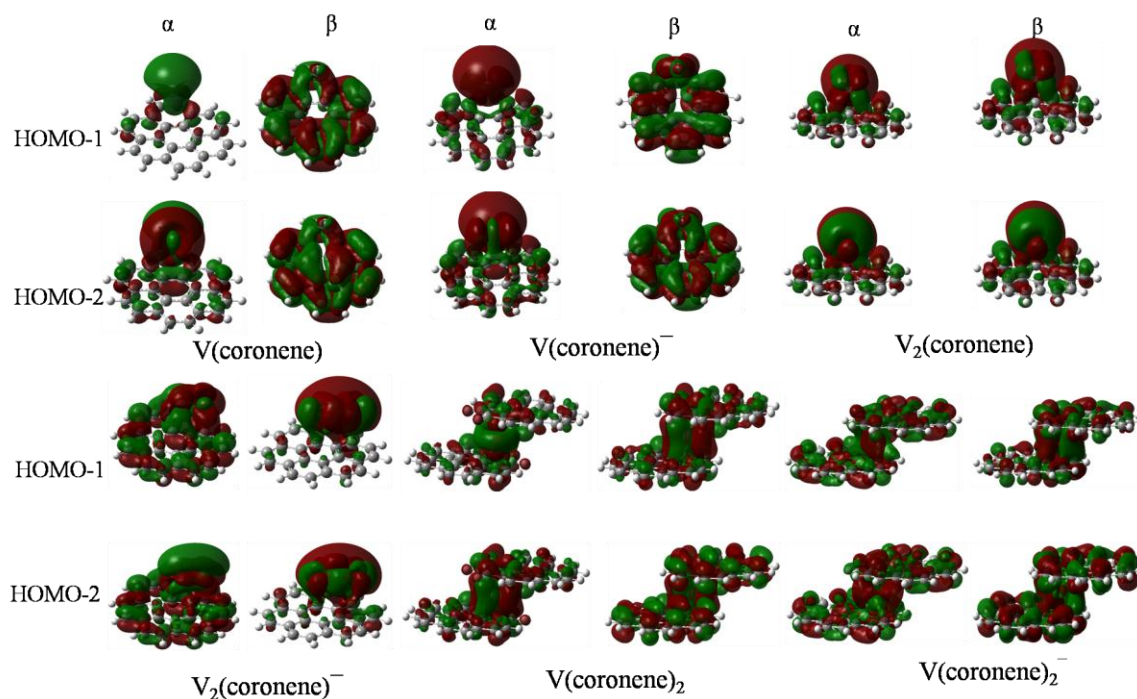 α β α β α β
HOMO-1
HOMO-2
V(coronene) V(coronene)⁻ V₂(coronene)
HOMO-1
HOMO-2
V₂(coronene)⁻ V(coronene)₂ V(coronene)₂⁻